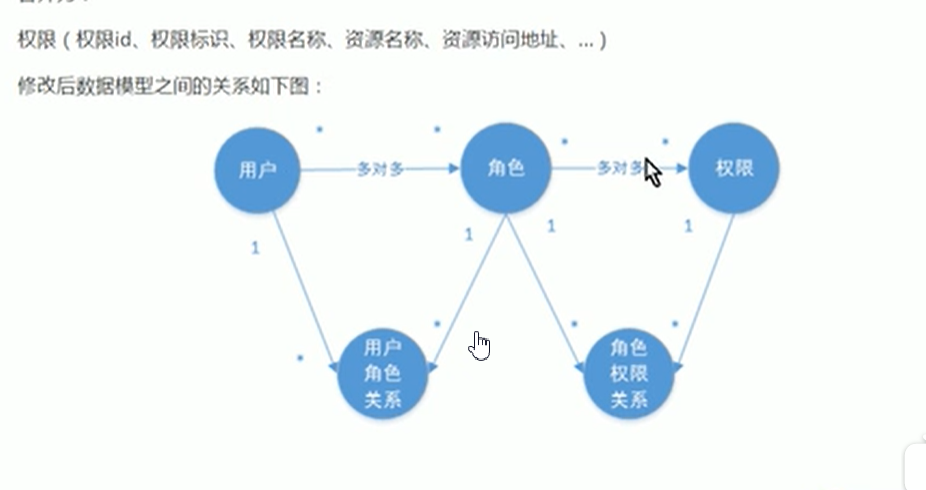 权限（权限id、权限标识、权限名称、资源名称、资源访问地址、...）
修改后数据模型之间的关系如下图：
* * * *
用户 多对多 角色 多对多 权限
1 1 1 1
* * * *
用户
角色
关系
角色
权限
关系